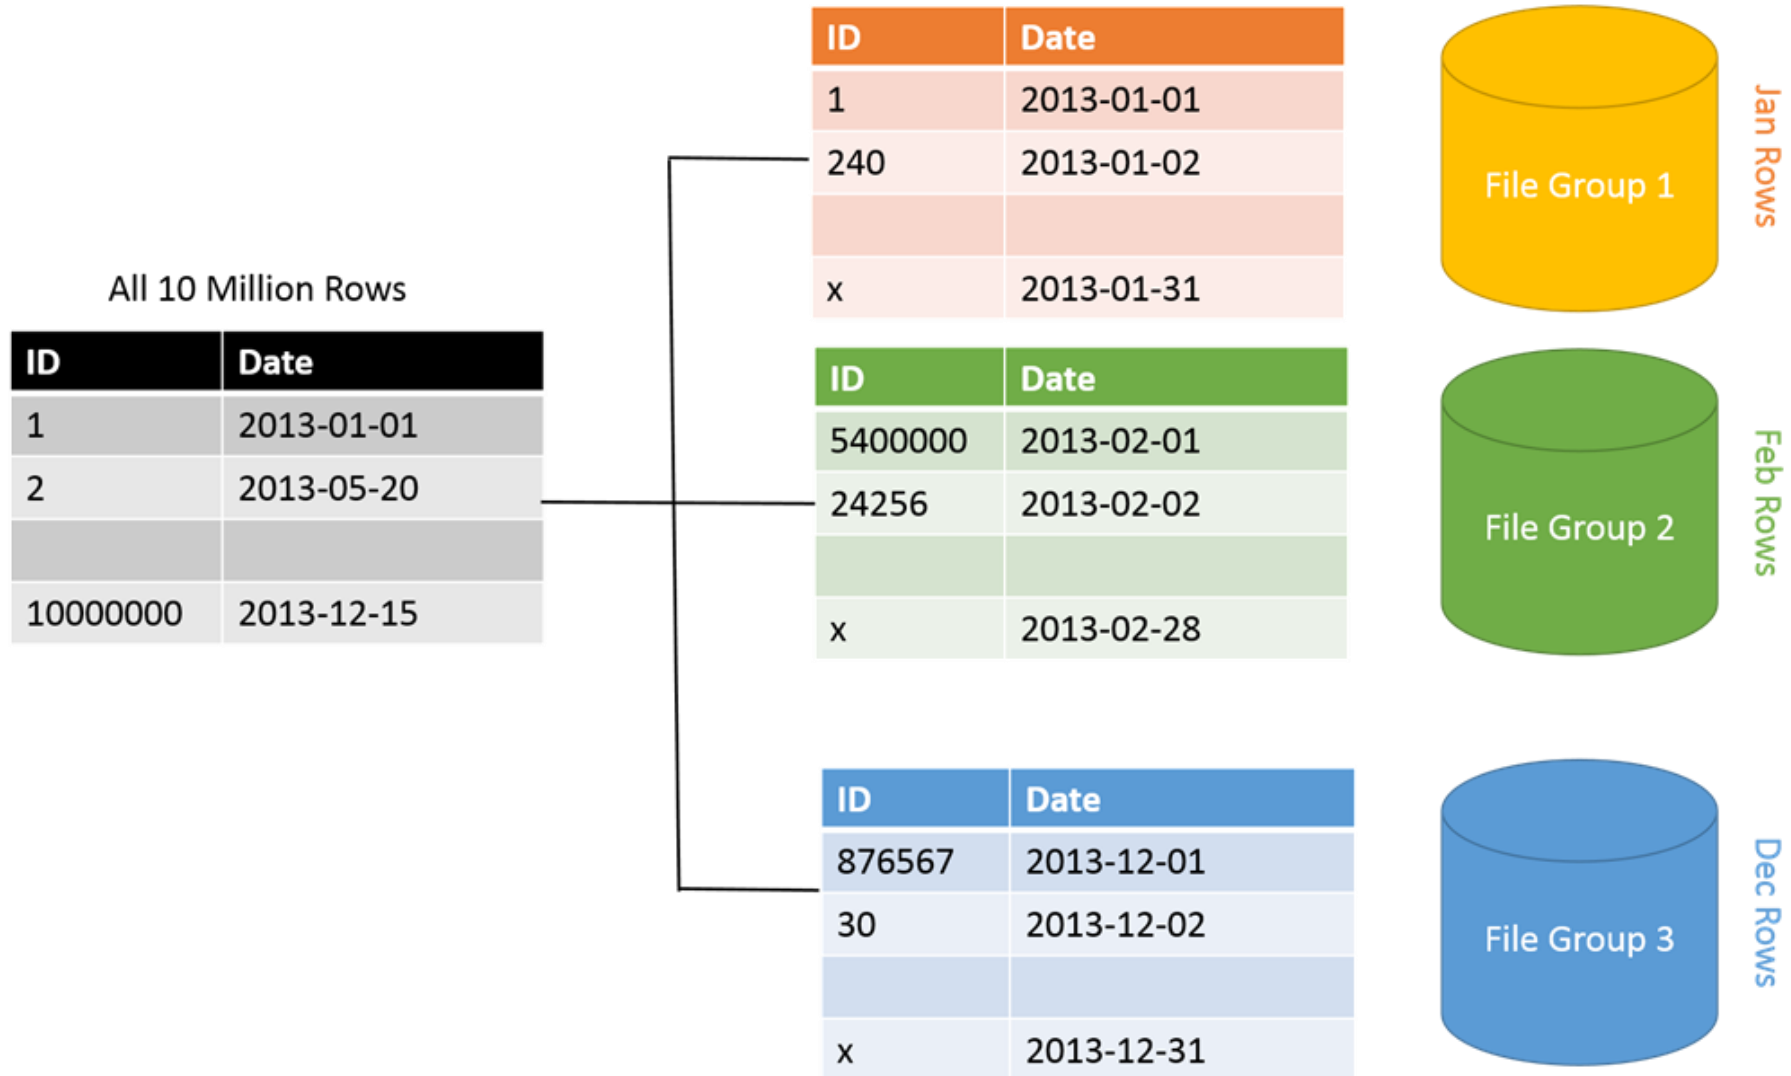 All 10 Million Rows
ID Date
1 2013-01-01
2 2013-05-20
10000000 2013-12-15
ID Date
1 2013-01-01
240 2013-01-02
x 2013-01-31
File Group 1
Jan Rows
ID Date
5400000 2013-02-01
24256 2013-02-02
x 2013-02-28
File Group 2
Feb Rows
ID Date
876567 2013-12-01
30 2013-12-02
x 2013-12-31
File Group 3
Dec Rows